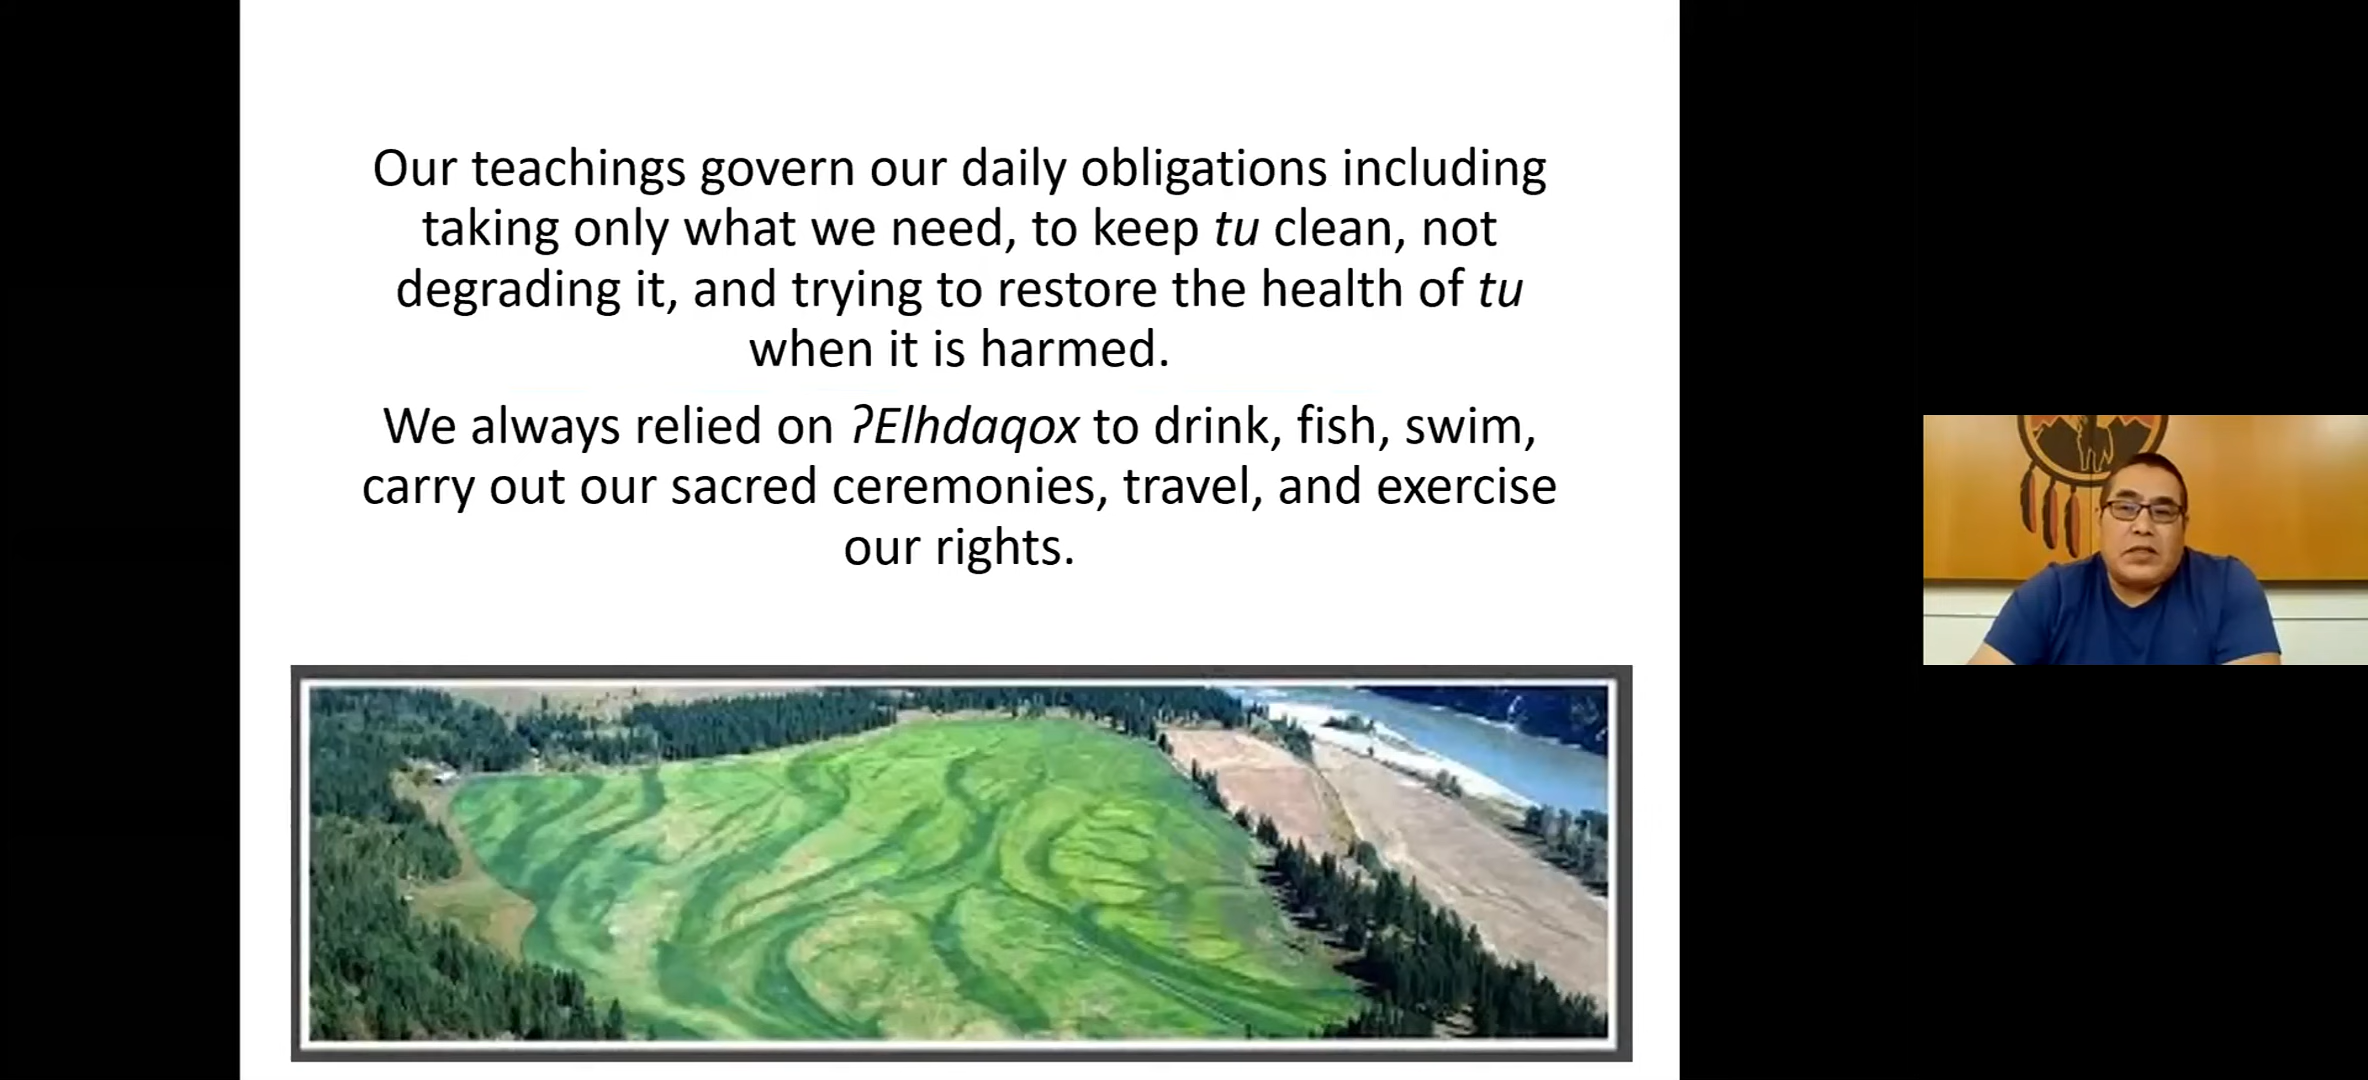 Our teachings govern our daily obligations including
taking only what we need, to keep tu clean, not
degrading it, and trying to restore the health of tu
when it is harmed.
We always relied on ʔElhdaqox to drink, fish, swim,
carry out our sacred ceremonies, travel, and exercise
our rights.